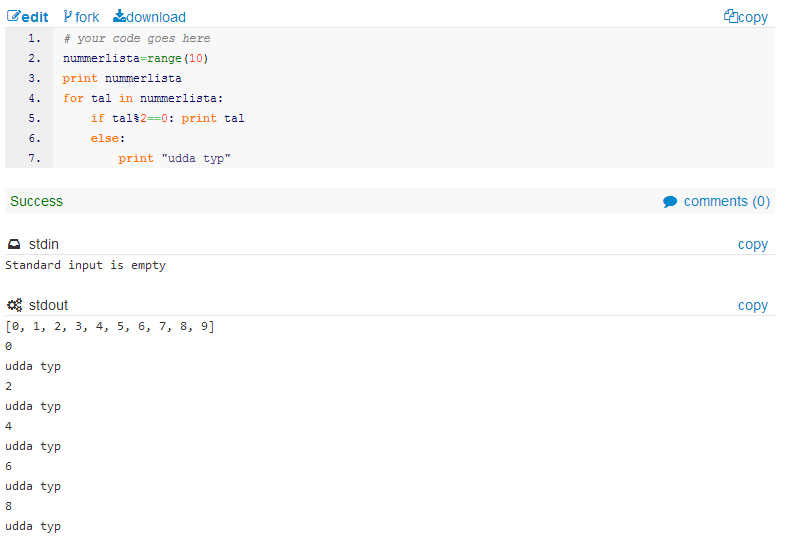 edit fork download copy
1. # your code goes here
2. nummerlista=range(10)
3. print nummerlista
4. for tal in nummerlista:
5.     if tal%2==0: print tal
6.     else:
7.         print "udda typ"
Success comments (0)
stdin copy
Standard input is empty
stdout copy
[0, 1, 2, 3, 4, 5, 6, 7, 8, 9]
0
udda typ
2
udda typ
4
udda typ
6
udda typ
8
udda typ